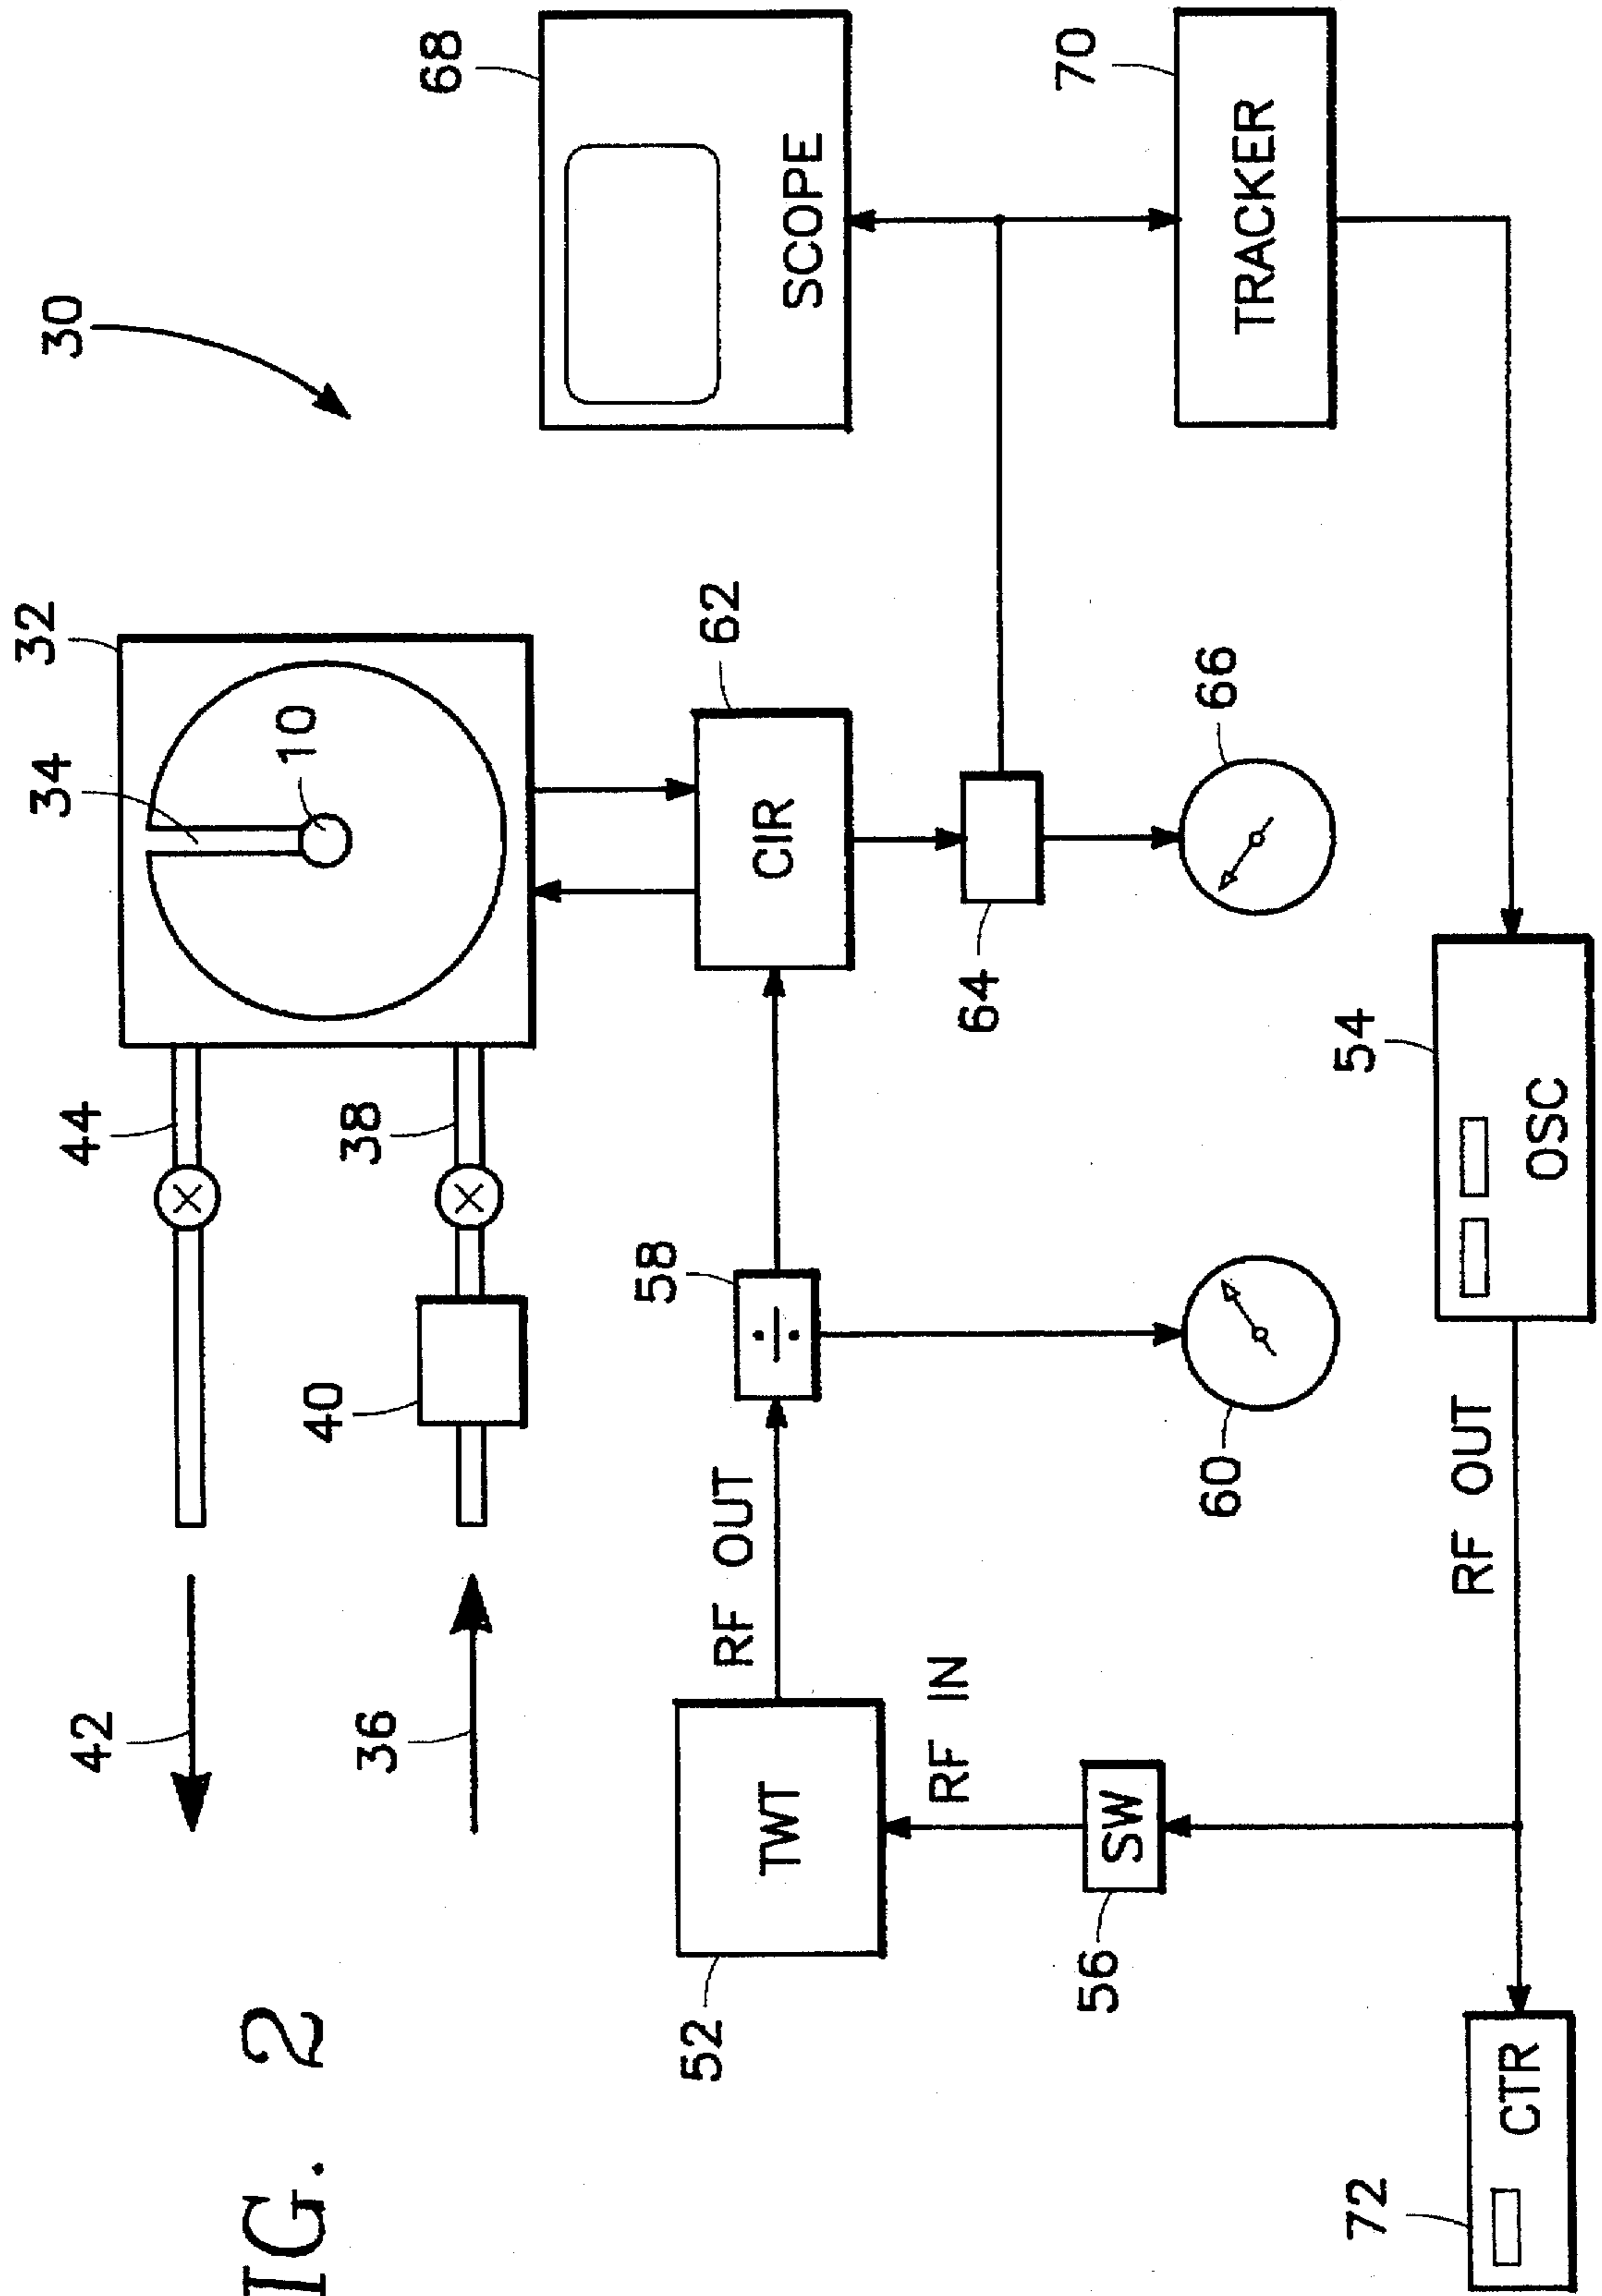 30
32
34
10
44
38
40
42
36
68
SCOPE
62
CIR
58
÷
RF OUT
TWT
52
RF IN
SW
56
64
66
60
70
TRACKER
54
OSC
RF OUT
72
CTR
IG. 2